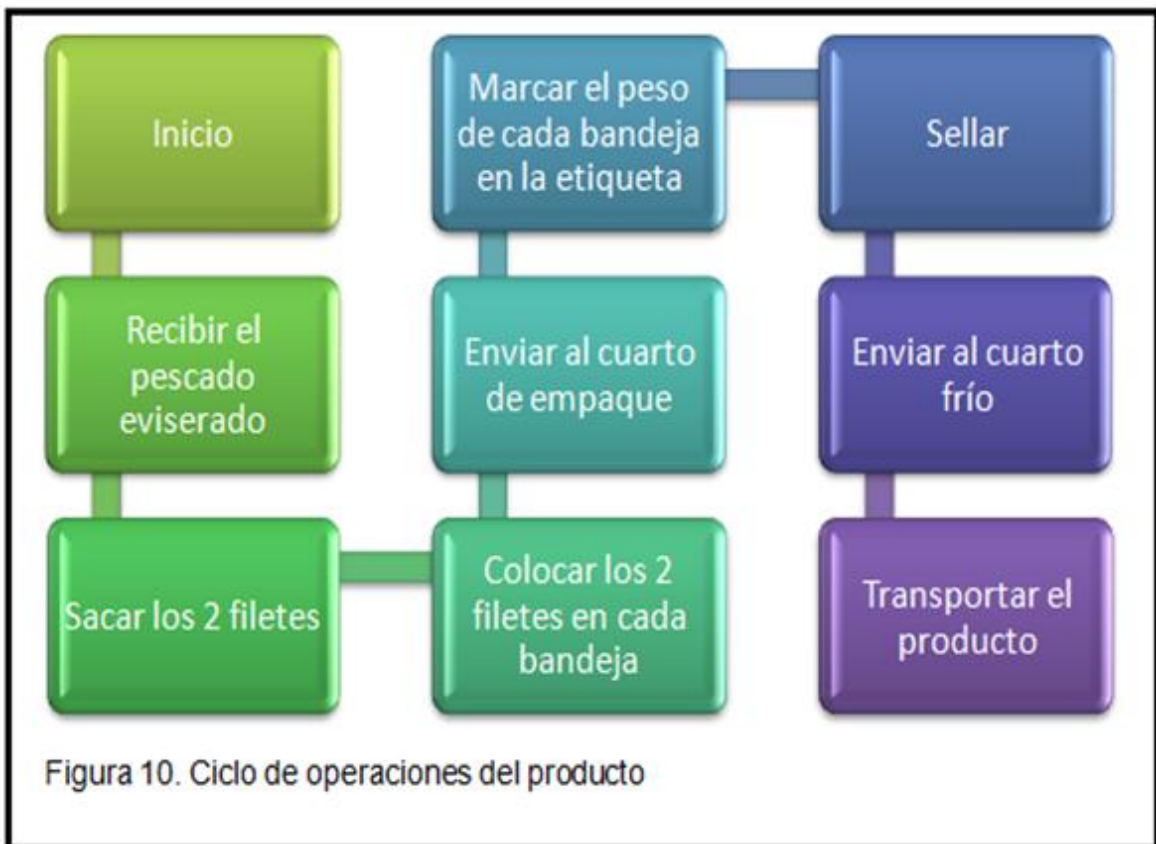 Inicio
Recibir el
pescado
eviserado
Sacar los 2 filetes
Colocar los 2
filetes en cada
bandeja
Enviar al cuarto
de empaque
Marcar el peso
de cada bandeja
en la etiqueta
Sellar
Enviar al cuarto
frío
Transportar el
producto
Figura 10. Ciclo de operaciones del producto